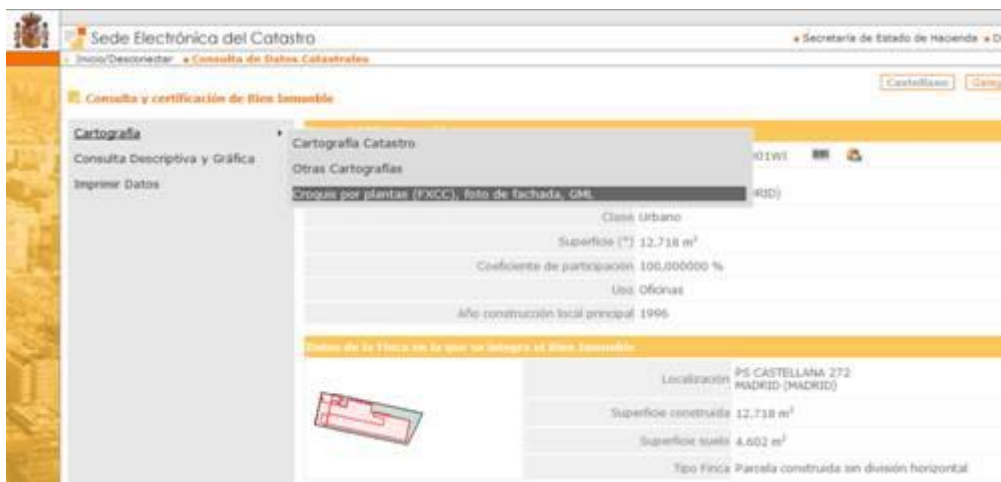 Sede Electrónica del Catastro
Secretaría de Estado de Hacienda
Inicio/Desconectar Consulta de Datos Catastrales
Castellano
Consulta y certificación de Bien Inmueble
Cartografía
Consulta Descriptiva y Gráfica
Imprimir Datos
Cartografía Catastro
Otras Cartografías
Croquis por plantas (FXCC), foto de fachada, GML
01WI
Clase Urbano
Superficie (*) 12.718 m²
Coeficiente de participación 100,000000 %
Uso Oficinas
Año construcción local principal 1996
Datos de la Finca en la que se integra el Bien Inmueble
Localización PS CASTELLANA 272
MADRID (MADRID)
Superficie construida 12.718 m²
Superficie suelo 4.602 m²
Tipo Finca Parcela construida sin división horizontal